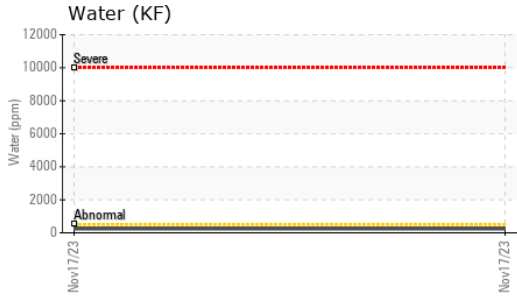 Water (KF)
12000
Severe
10000
8000
Water (ppm)
6000
4000
2000
Abnormal
0
Nov17/23
Nov17/23